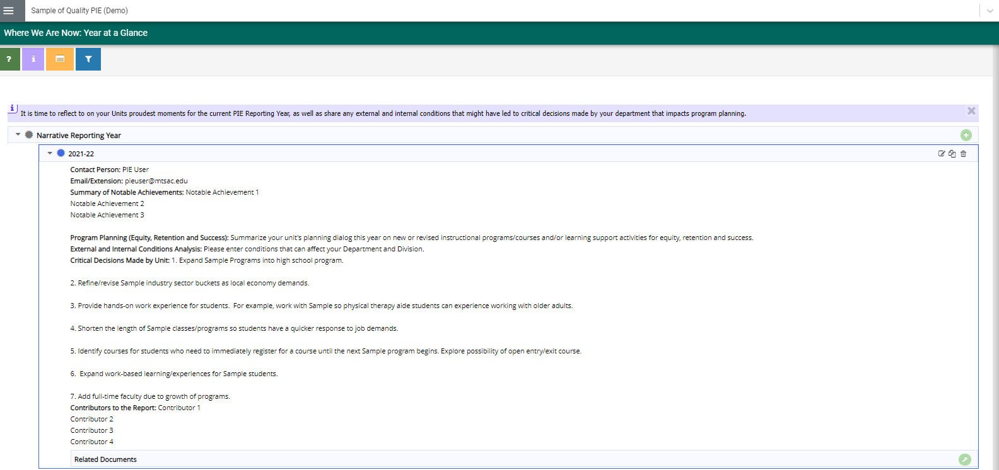 Sample of Quality PIE (Demo)
Where We Are Now: Year at a Glance
? i
i
It is time to reflect to on your Units proudest moments for the current PIE Reporting Year, as well as share any external and internal conditions that might have led to critical decisions made by your department that impacts program planning.
Narrative Reporting Year
2021-22
Contact Person: PIE User
Email/Extension: pieuser@mtsac.edu
Summary of Notable Achievements: Notable Achievement 1
Notable Achievement 2
Notable Achievement 3
Program Planning (Equity, Retention and Success): Summarize your unit's planning dialog this year on new or revised instructional programs/courses and/or learning support activities for equity, retention and success.
External and Internal Conditions Analysis: Please enter conditions that can affect your Department and Division.
Critical Decisions Made by Unit: 1. Expand Sample Programs into high school program.
2. Refine/revise Sample industry sector buckets as local economy demands.
3. Provide hands-on work experience for students.  For example, work with Sample so physical therapy aide students can experience working with older adults.
4. Shorten the length of Sample classes/programs so students have a quicker response to job demands.
5. Identify courses for students who need to immediately register for a course until the next Sample program begins. Explore possibility of open entry/exit course.
6.  Expand work-based learning/experiences for Sample students.
7. Add full-time faculty due to growth of programs.
Contributors to the Report: Contributor 1
Contributor 2
Contributor 3
Contributor 4
Related Documents